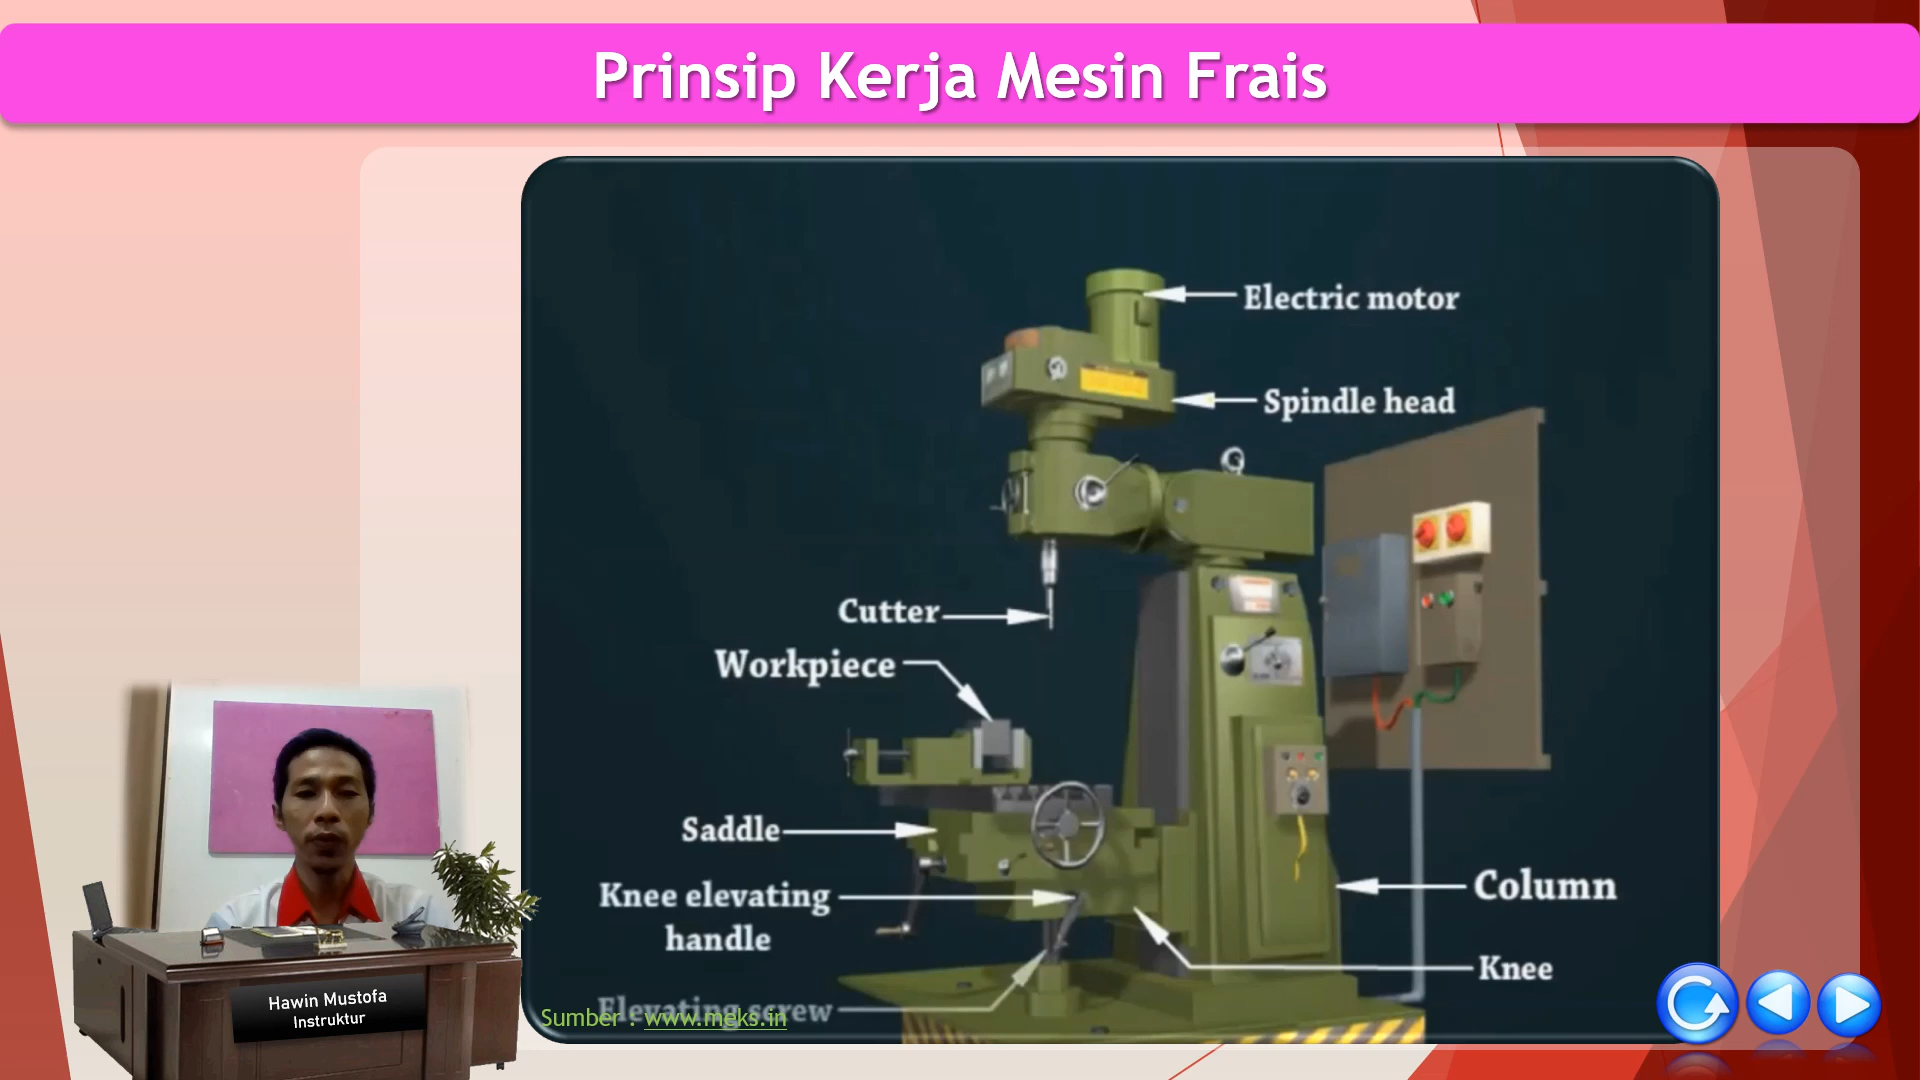 Prinsip Kerja Mesin Frais
Electric motor
Spindle head
Cutter
Workpiece
Saddle
Knee elevating
handle
Column
Knee
Elevating screw
Sumber : www.meks.in
Hawin Mustofa
Instruktur